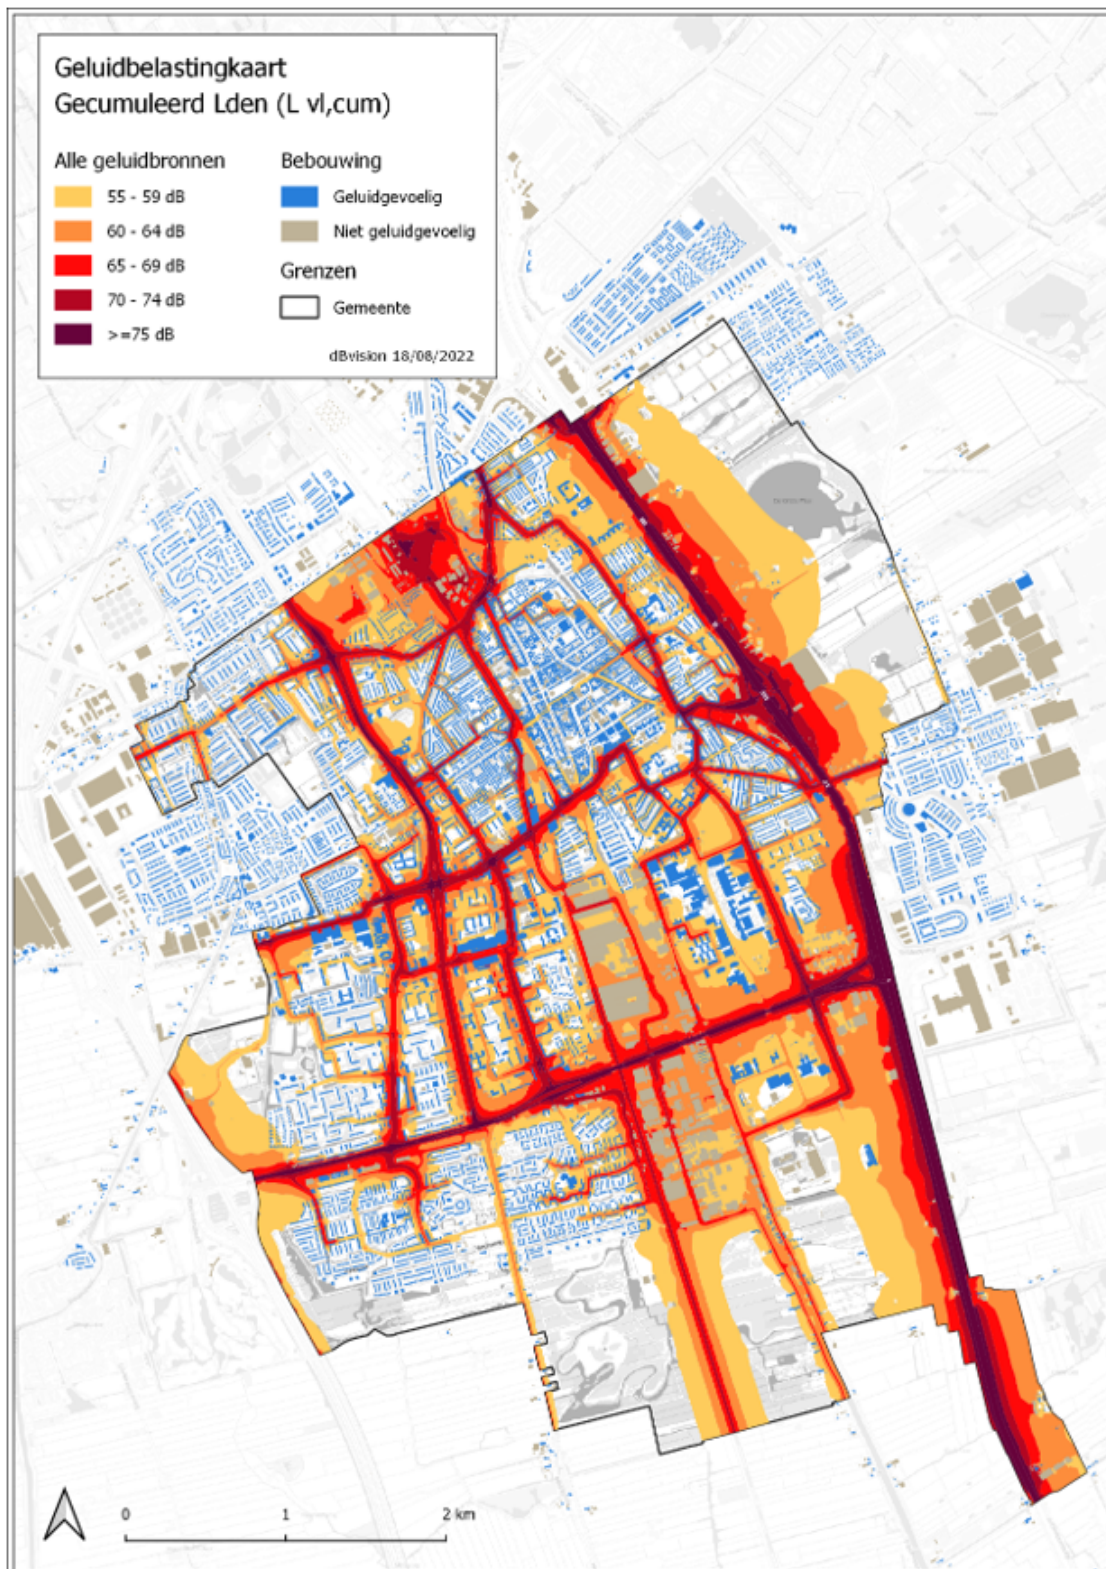 Geluidbelastingkaart
Gecumuleerd Lden (L vl,cum)
Alle geluidbronnen
55 - 59 dB
60 - 64 dB
65 - 69 dB
70 - 74 dB
>=75 dB
Bebouwing
Geluidgevoelig
Niet geluidgevoelig
Grenzen
Gemeente
dBvision 18/08/2022
0 1 2 km